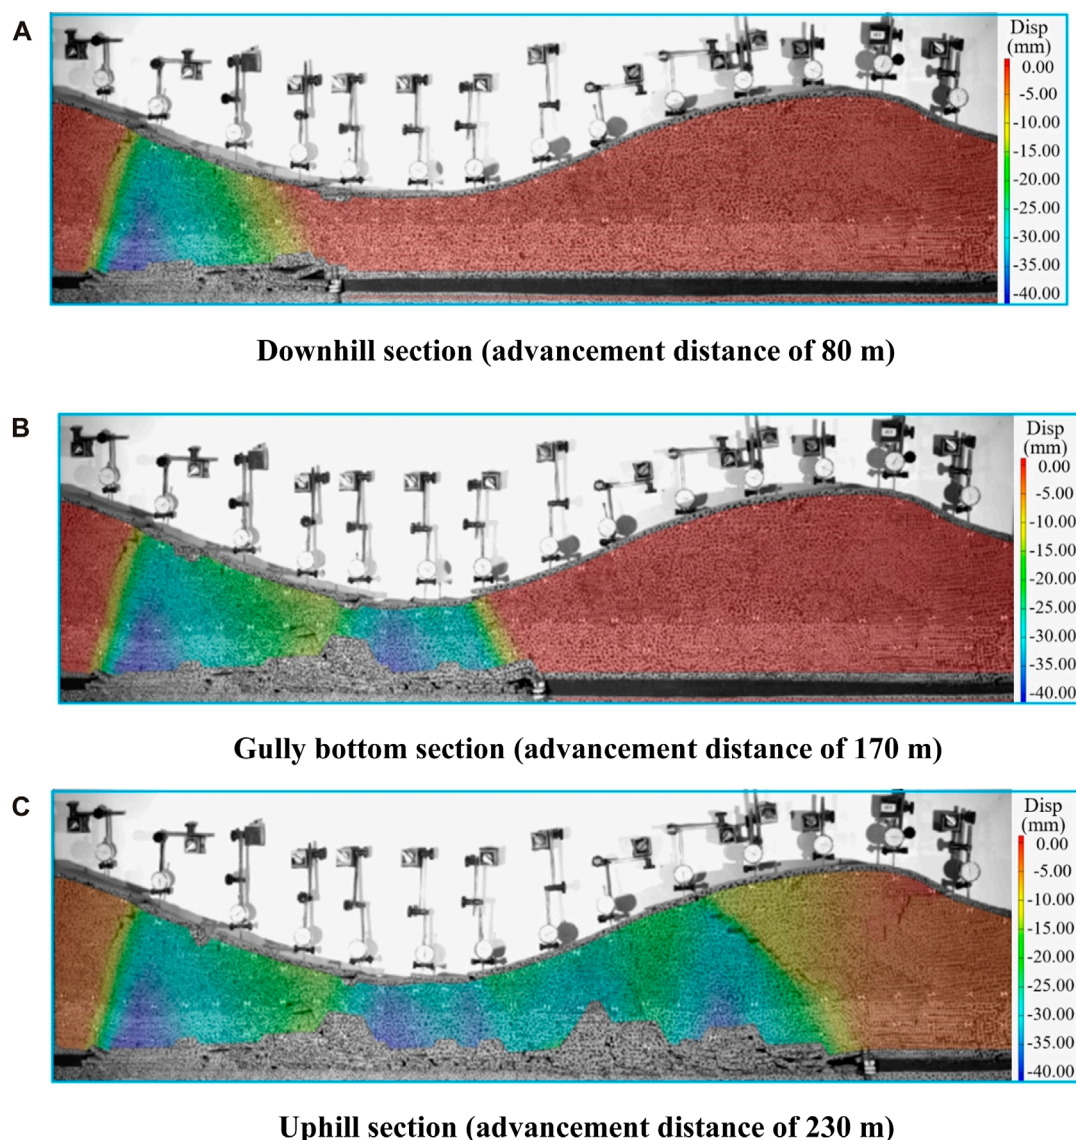 A
Disp
(mm)
0.00
-5.00
-10.00
-15.00
-20.00
-25.00
-30.00
-35.00
-40.00
Downhill section (advancement distance of 80 m)
B
Disp
(mm)
0.00
-5.00
-10.00
-15.00
-20.00
-25.00
-30.00
-35.00
-40.00
Gully bottom section (advancement distance of 170 m)
C
Disp
(mm)
0.00
-5.00
-10.00
-15.00
-20.00
-25.00
-30.00
-35.00
-40.00
Uphill section (advancement distance of 230 m)